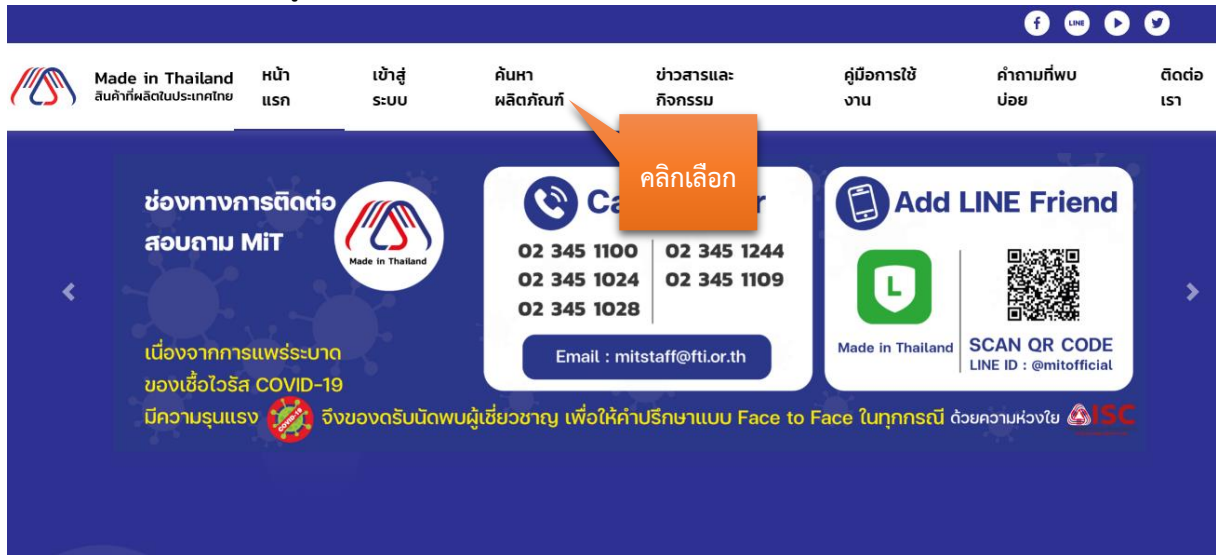 LINE
Made in Thailand
สินค้าที่ผลิตในประเทศไทย
หน้าแรก
เข้าสู่ระบบ
ค้นหาผลิตภัณฑ์
ข่าวสารและกิจกรรม
คู่มือการใช้งาน
คำถามที่พบบ่อย
ติดต่อเรา
คลิกเลือก
ช่องทางการติดต่อ
สอบถาม MiT
Made in Thailand
02 345 1100
02 345 1244
02 345 1024
02 345 1109
02 345 1028
Email : mitstaff@fti.or.th
Add LINE Friend
L
Made in Thailand
SCAN QR CODE
LINE ID : @mitofficial
เนื่องจากการแพร่ระบาด
ของเชื้อไวรัส COVID-19
มีความรุนแรง COVID-19 จึงของดรับนัดพบผู้เชี่ยวชาญ เพื่อให้คำปรึกษาแบบ Face to Face ในทุกกรณี ด้วยความห่วงใย ISC